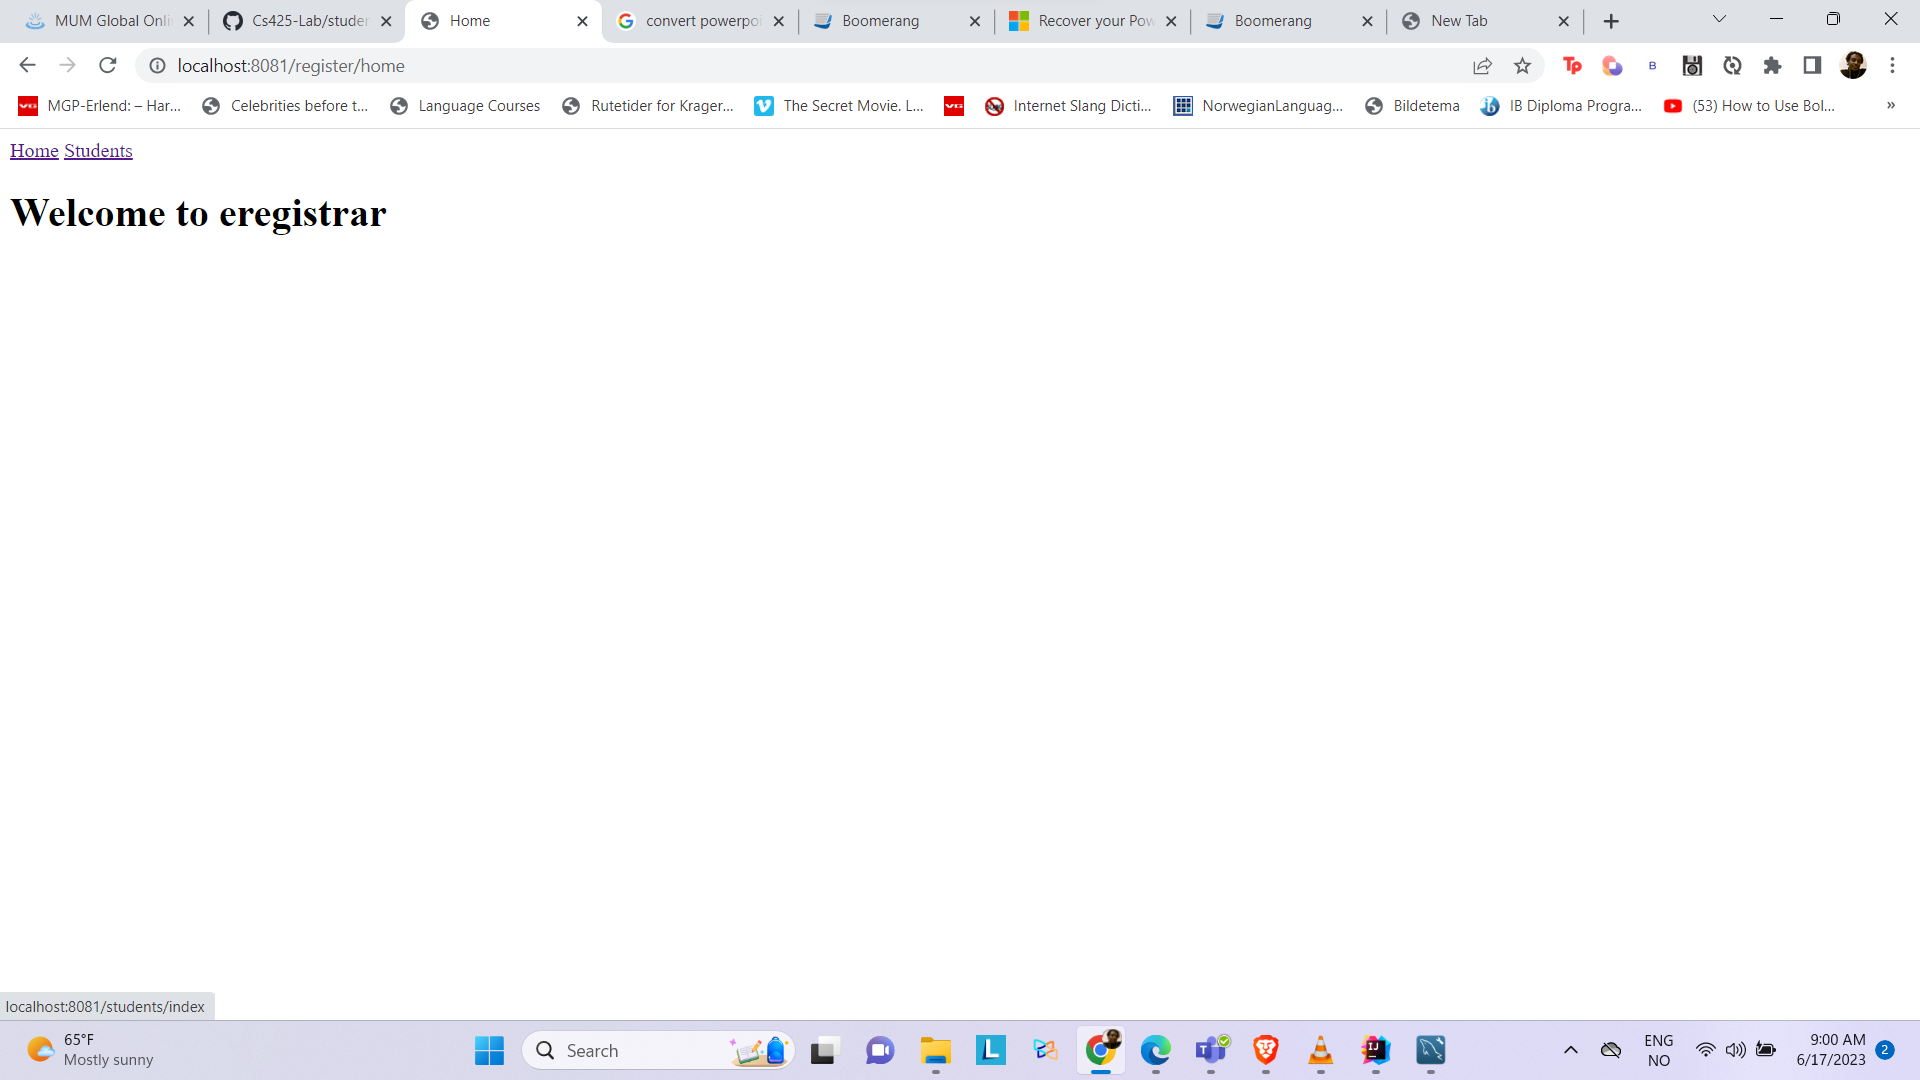 MUM Global Onli
Cs425-Lab/studen
Home
convert powerpoi
Boomerang
Recover your Pow
Boomerang
New Tab
localhost:8081/register/home
MGP-Erlend: – Har...
Celebrities before t...
Language Courses
Rutetider for Krager...
The Secret Movie. L...
Internet Slang Dicti...
NorwegianLanguag...
Bildetema
IB Diploma Progra...
(53) How to Use Bol...
»
Home Students
Welcome to eregistrar
localhost:8081/students/index
65°F
Mostly sunny
Search
ENG
NO
9:00 AM
6/17/2023
2